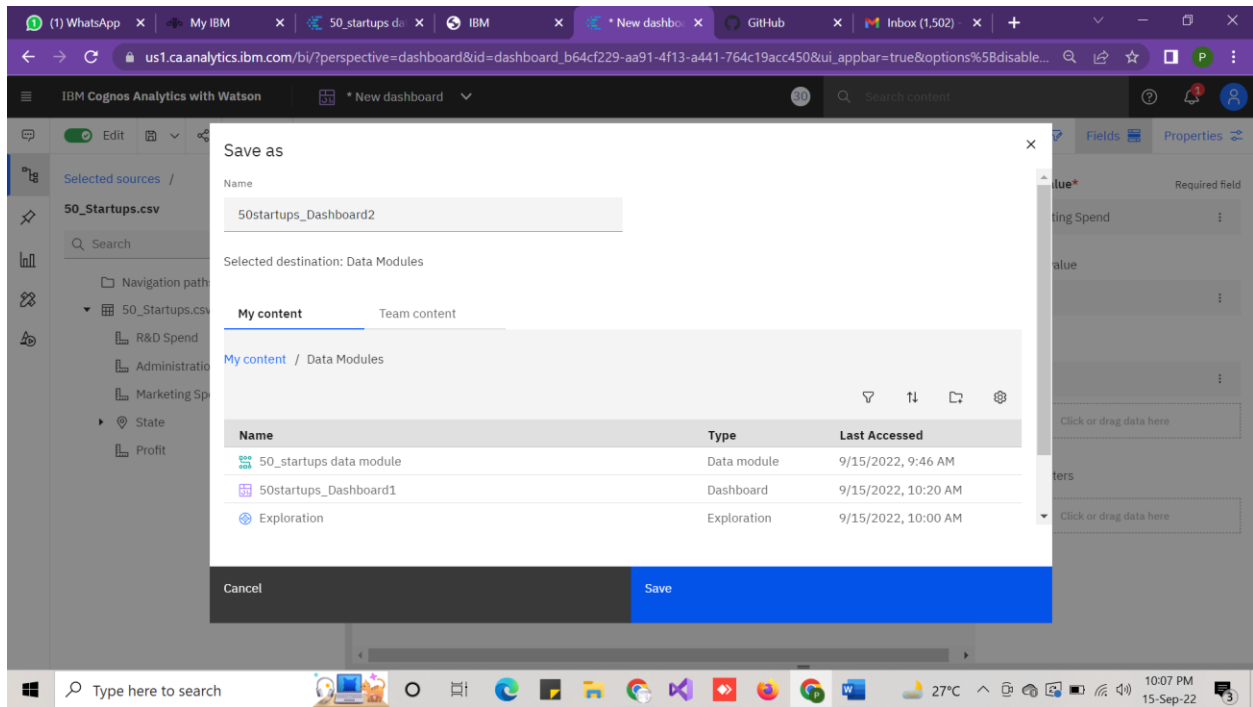 (1) WhatsApp
My IBM
50_startups da
IBM
* New dashboa
GitHub
Inbox (1,502) -
us1.ca.analytics.ibm.com/bi/?perspective=dashboard&id=dashboard_b64cf229-aa91-4f13-a441-764c19acc450&ui_appbar=true&options%5Bdisable...
P
IBM Cognos Analytics with Watson
* New dashboard
30
Search content
1
Edit
Fields
Properties
Save as
Selected sources /
50_Startups.csv
Search
Navigation path
50_Startups.csv
R&D Spend
Administratio
Marketing Sp
State
Profit
Name
50startups_Dashboard2
Selected destination: Data Modules
My content
Team content
My content / Data Modules
Name Type Last Accessed
50_startups data module Data module 9/15/2022, 9:46 AM
50startups_Dashboard1 Dashboard 9/15/2022, 10:20 AM
Exploration Exploration 9/15/2022, 10:00 AM
Cancel
Save
alue*
Required field
ting Spend
value
Click or drag data here
ters
Click or drag data here
Type here to search
27°C
10:07 PM
15-Sep-22
3